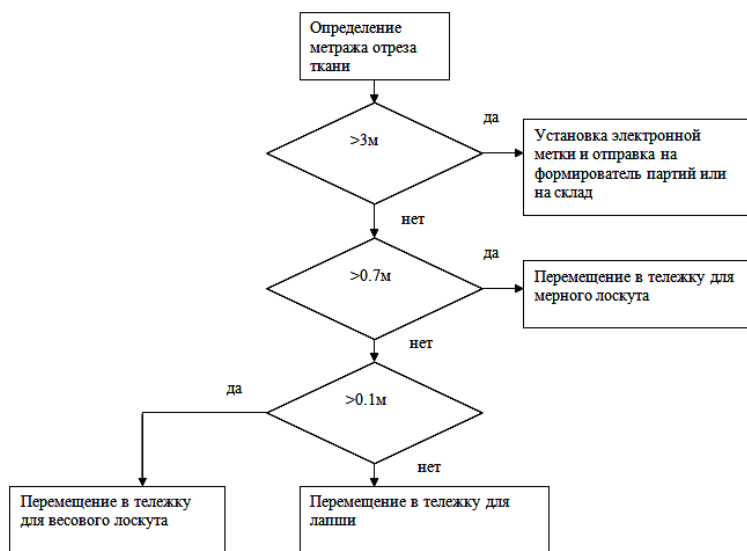 Определение
метража отреза
ткани
>3м
да
Установка электронной
метки и отправка на
формирователь партий или
на склад
нет
>0.7м
да
Перемещение в тележку для
мерного лоскута
нет
>0.1м
да
нет
Перемещение в тележку
для весового лоскута
Перемещение в тележку для
лапши